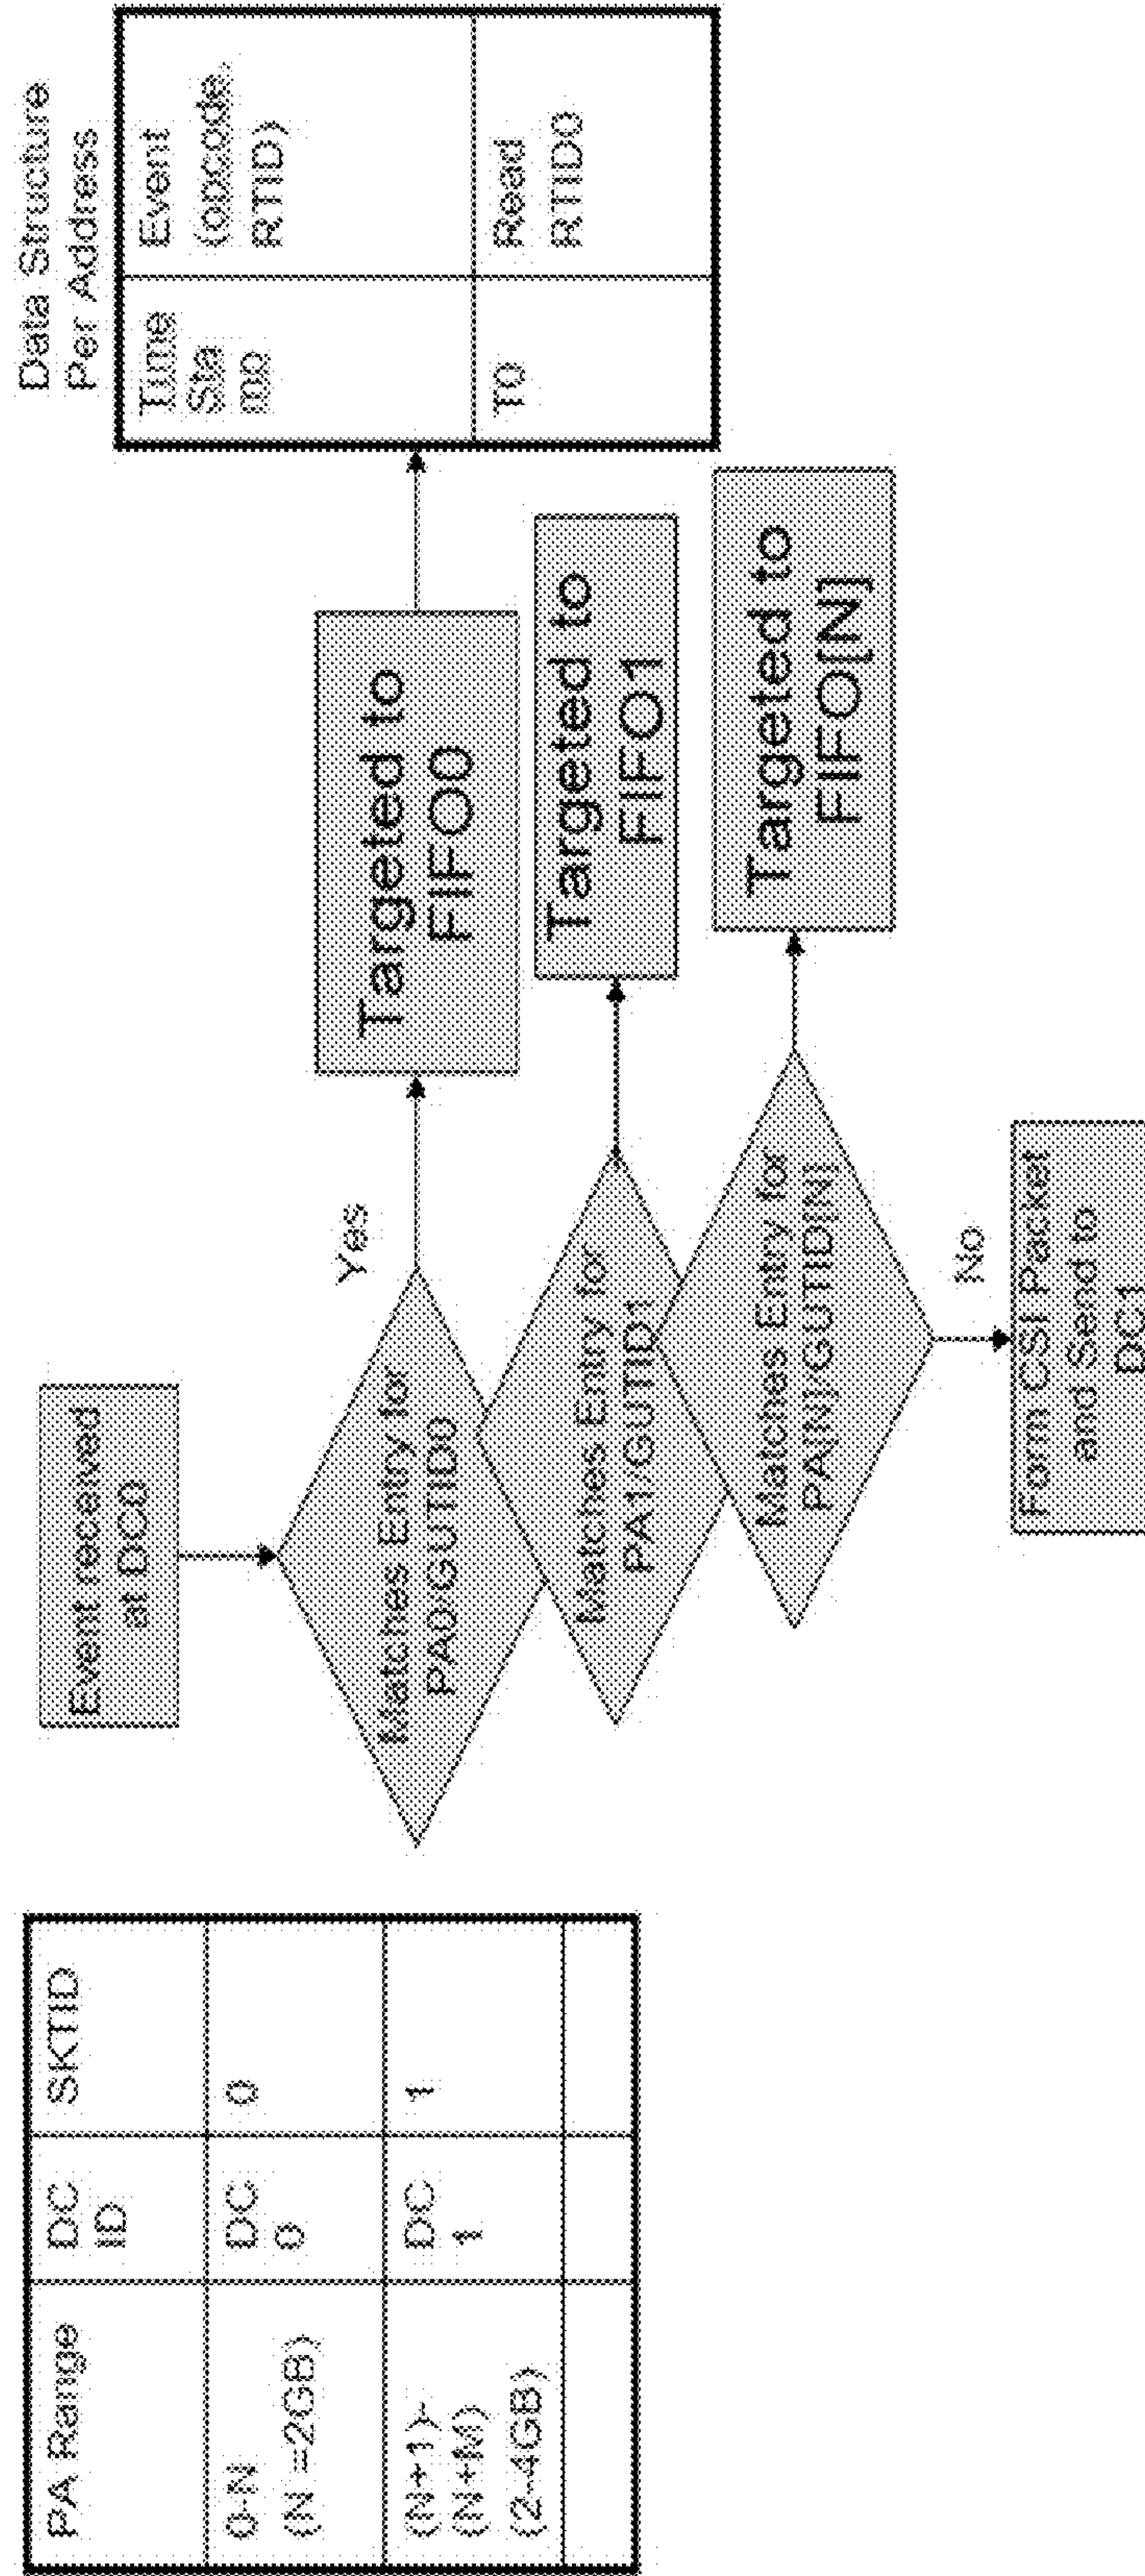 PA Range
DC
ID
SKTID
0-N
(N =2GB)
DC
0
0
(N+1)-
(N+M)
(2-4GB)
DC
1
1
Event received
at DC0
Matches Entry for
PA0/GUTID0
Yes
Matches Entry for
PA1/GUTID1
Matches Entry for
PA[N]/GUTID[N]
No
Form CSI Packet
and Send to
DC1
Targeted to
FIFO0
Targeted to
FIFO1
Targeted to
FIFO[N]
Data Structure
Per Address
Time
Sta
mp
Event
(opcode,
RTID)
T0
Read
RTID0